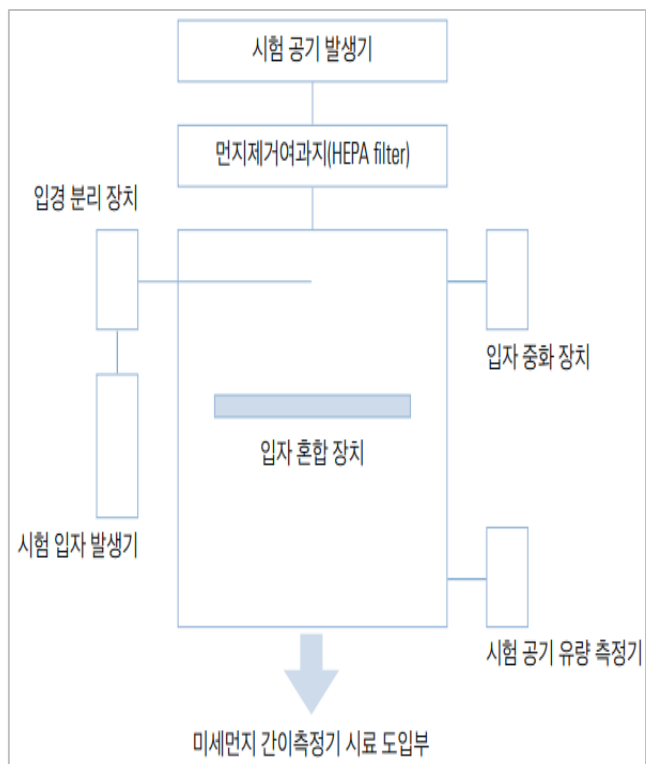 시험 공기 발생기
먼지제거여과지(HEPA filter)
입경 분리 장치
입자 중화 장치
입자 혼합 장치
시험 입자 발생기
시험 공기 유량 측정기
미세먼지 간이측정기 시료 도입부